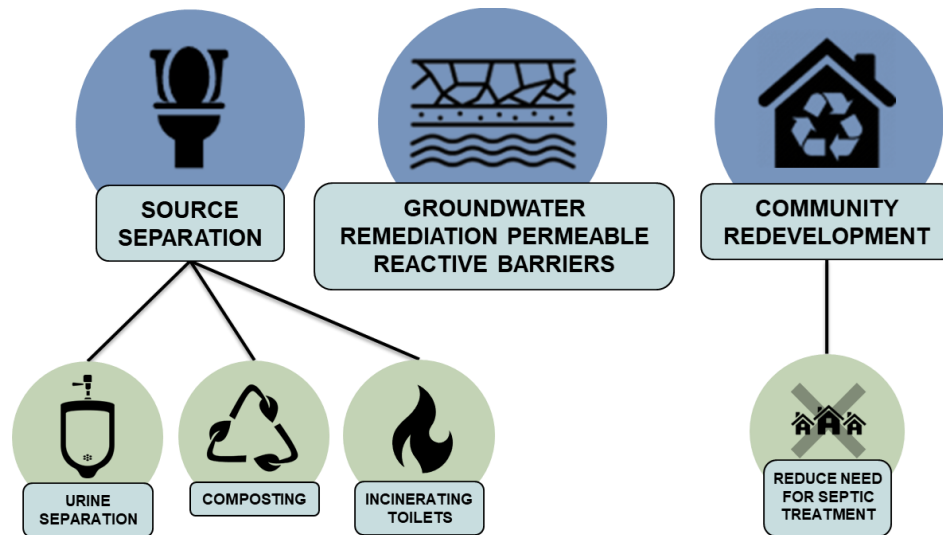 SOURCE
SEPARATION
GROUNDWATER
REMEDIATION PERMEABLE
REACTIVE BARRIERS
COMMUNITY
REDEVELOPMENT
URINE
SEPARATION
COMPOSTING
INCINERATING
TOILETS
REDUCE NEED
FOR SEPTIC
TREATMENT